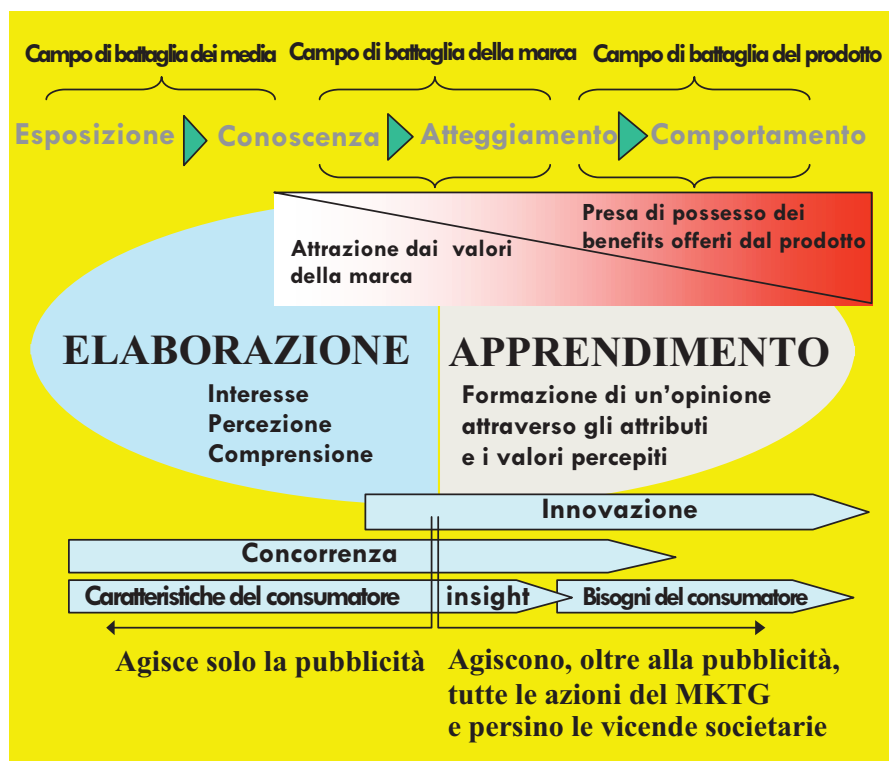 Campo di battaglia dei media
Campo di battaglia della marca
Campo di battaglia del prodotto
Esposizione
Conoscenza
Atteggiamento
Comportamento
Presa di possesso dei
benefits offerti dal prodotto
Attrazione dai valori
della marca
ELABORAZIONE
Interesse
Percezione
Comprensione
APPRENDIMENTO
Formazione di un’opinione
attraverso gli attributi
e i valori percepiti
Innovazione
Concorrenza
Caratteristiche del consumatore
insight
Bisogni del consumatore
Agisce solo la pubblicità
Agiscono, oltre alla pubblicità,
tutte le azioni del MKTG
e persino le vicende societarie